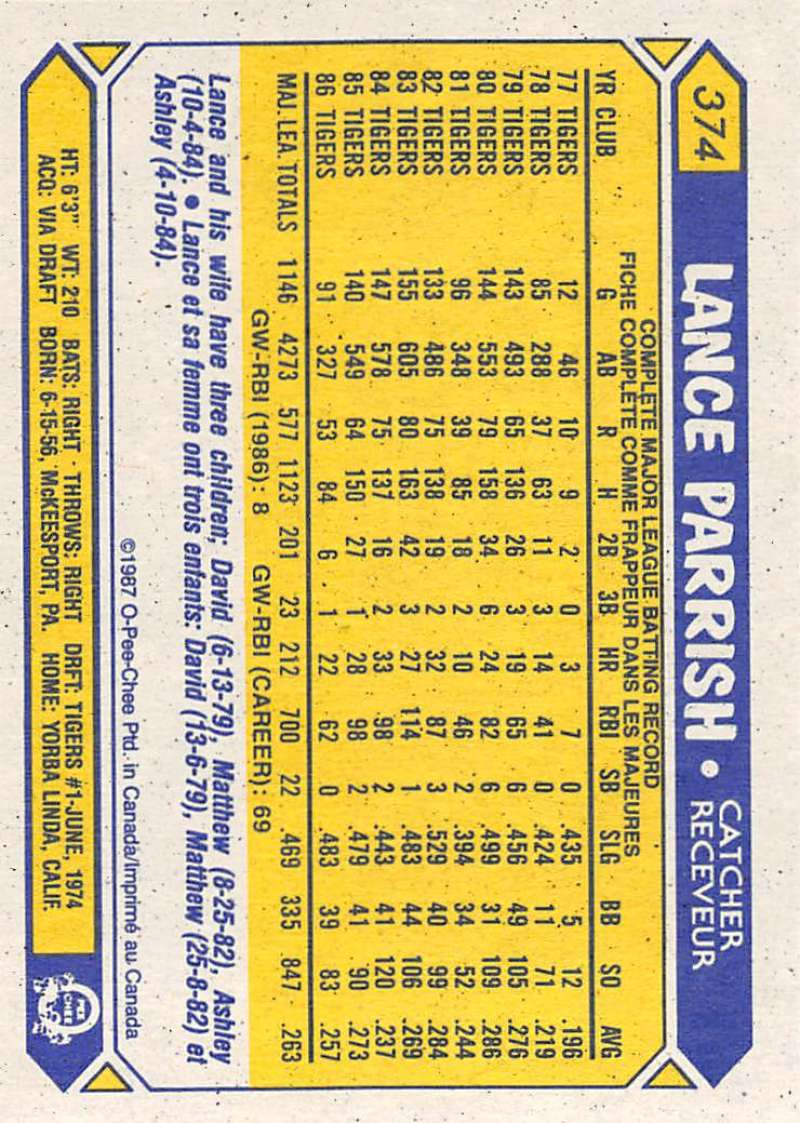 374
LANCE PARRISH • CATCHER
RECEVEUR
COMPLETE MAJOR LEAGUE BATTING RECORD
FICHE COMPLÈTE COMME FRAPPEUR DANS LES MAJEURES
YR CLUB G AB R H 2B 3B HR RBI SB SLG BB SO AVG
77 TIGERS 12 46 10 9 2 0 3 7 0 .435 5 12 .196
78 TIGERS 85 288 37 63 11 3 14 41 0 .424 11 71 .219
79 TIGERS 143 493 65 136 26 3 19 65 6 .456 49 105 .276
80 TIGERS 144 553 79 158 34 6 24 82 6 .499 31 109 .286
81 TIGERS 96 348 39 85 18 2 10 46 2 .394 34 52 .244
82 TIGERS 133 486 75 138 19 2 32 87 3 .529 40 99 .284
83 TIGERS 155 605 80 163 42 3 27 114 1 .483 44 106 .269
84 TIGERS 147 578 75 137 16 2 33 98 2 .443 41 120 .237
85 TIGERS 140 549 64 150 27 1 28 98 2 .479 41 90 .273
86 TIGERS 91 327 53 84 6 1 22 62 0 .483 39 83 .257
MAJ. LEA. TOTALS 1146 4273 577 1123 201 23 212 700 22 .469 335 847 .263
GW-RBI (1986): 8 GW-RBI (CAREER): 69
Lance and his wife have three children; David (6-13-79), Matthew (8-25-82), Ashley
(10-4-84). • Lance et sa femme ont trois enfants: David (13-6-79), Matthew (25-8-82) et
Ashley (4-10-84).
©1987 O-Pee-Chee Ptd. in Canada/Imprimé au Canada
HT: 6'3" WT: 210 BATS: RIGHT THROWS: RIGHT DRFT: TIGERS #1-JUNE, 1974
ACQ: VIA DRAFT BORN: 6-15-56, McKEESPORT, PA. HOME: YORBA LINDA, CALIF.
O PEE CHEE